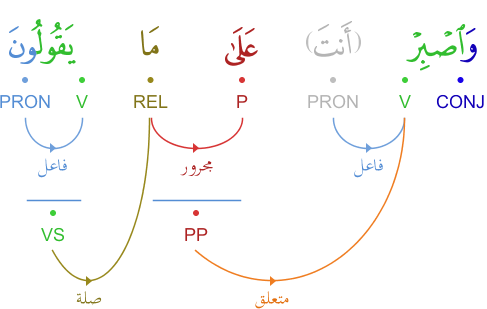 وَٱصْبِرْ (أَنتَ) عَلَىٰ مَا يَقُولُونَ
CONJ V PRON P REL V PRON
فاعل مجرور فاعل
PP VS
متعلق صلة